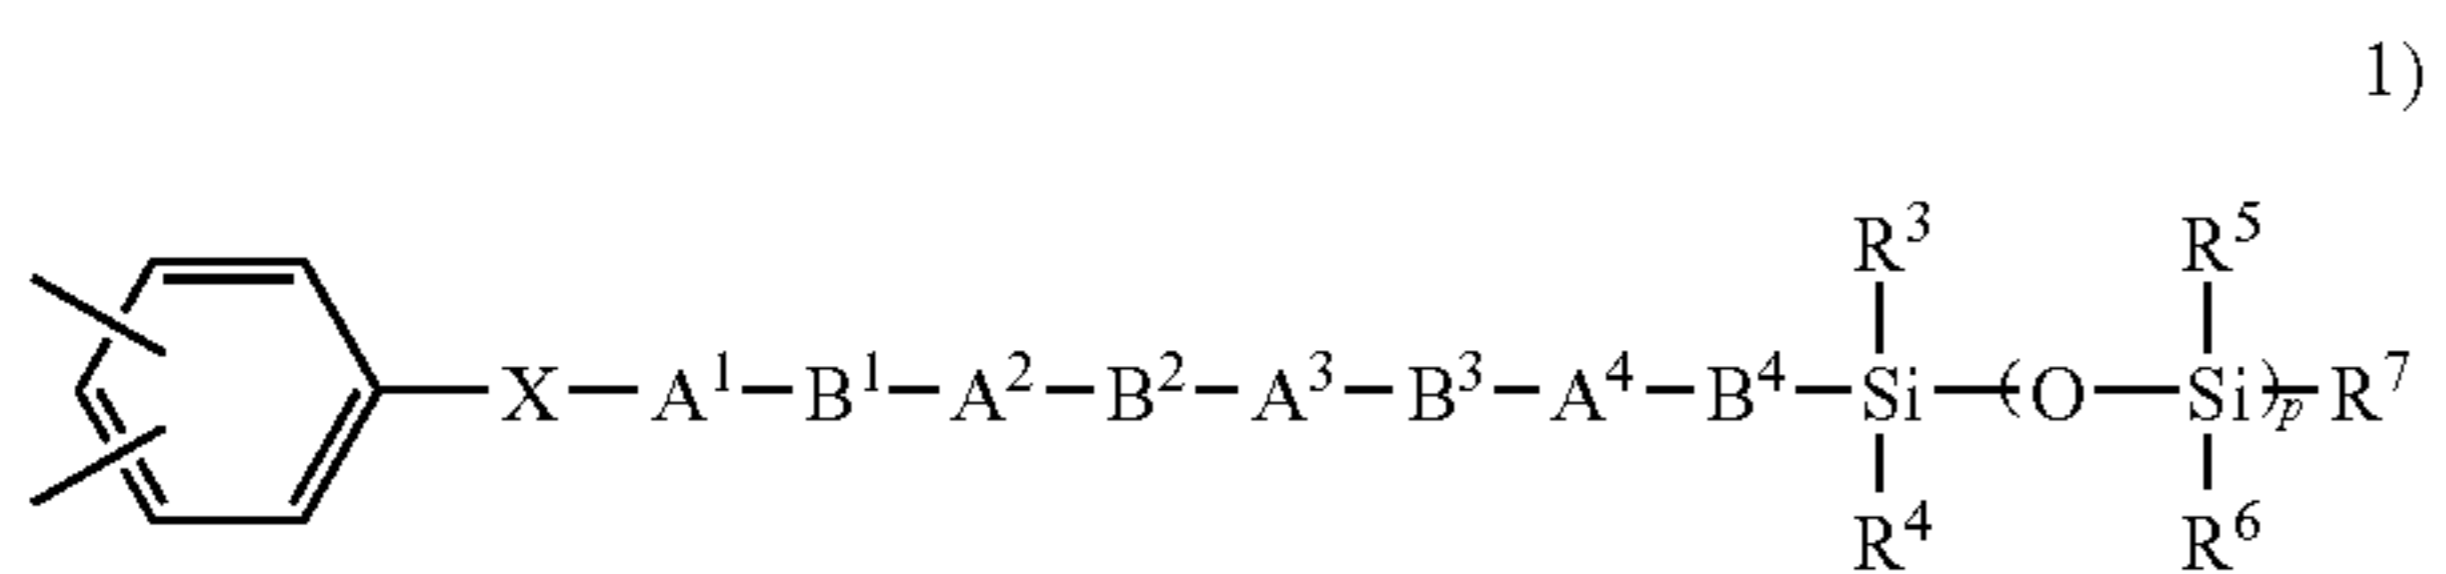 1)
R³ R⁵
X—A¹—B¹—A²—B²—A³—B³—A⁴—B⁴—Si—(O—Si)ₚ—R⁷
R⁴ R⁶